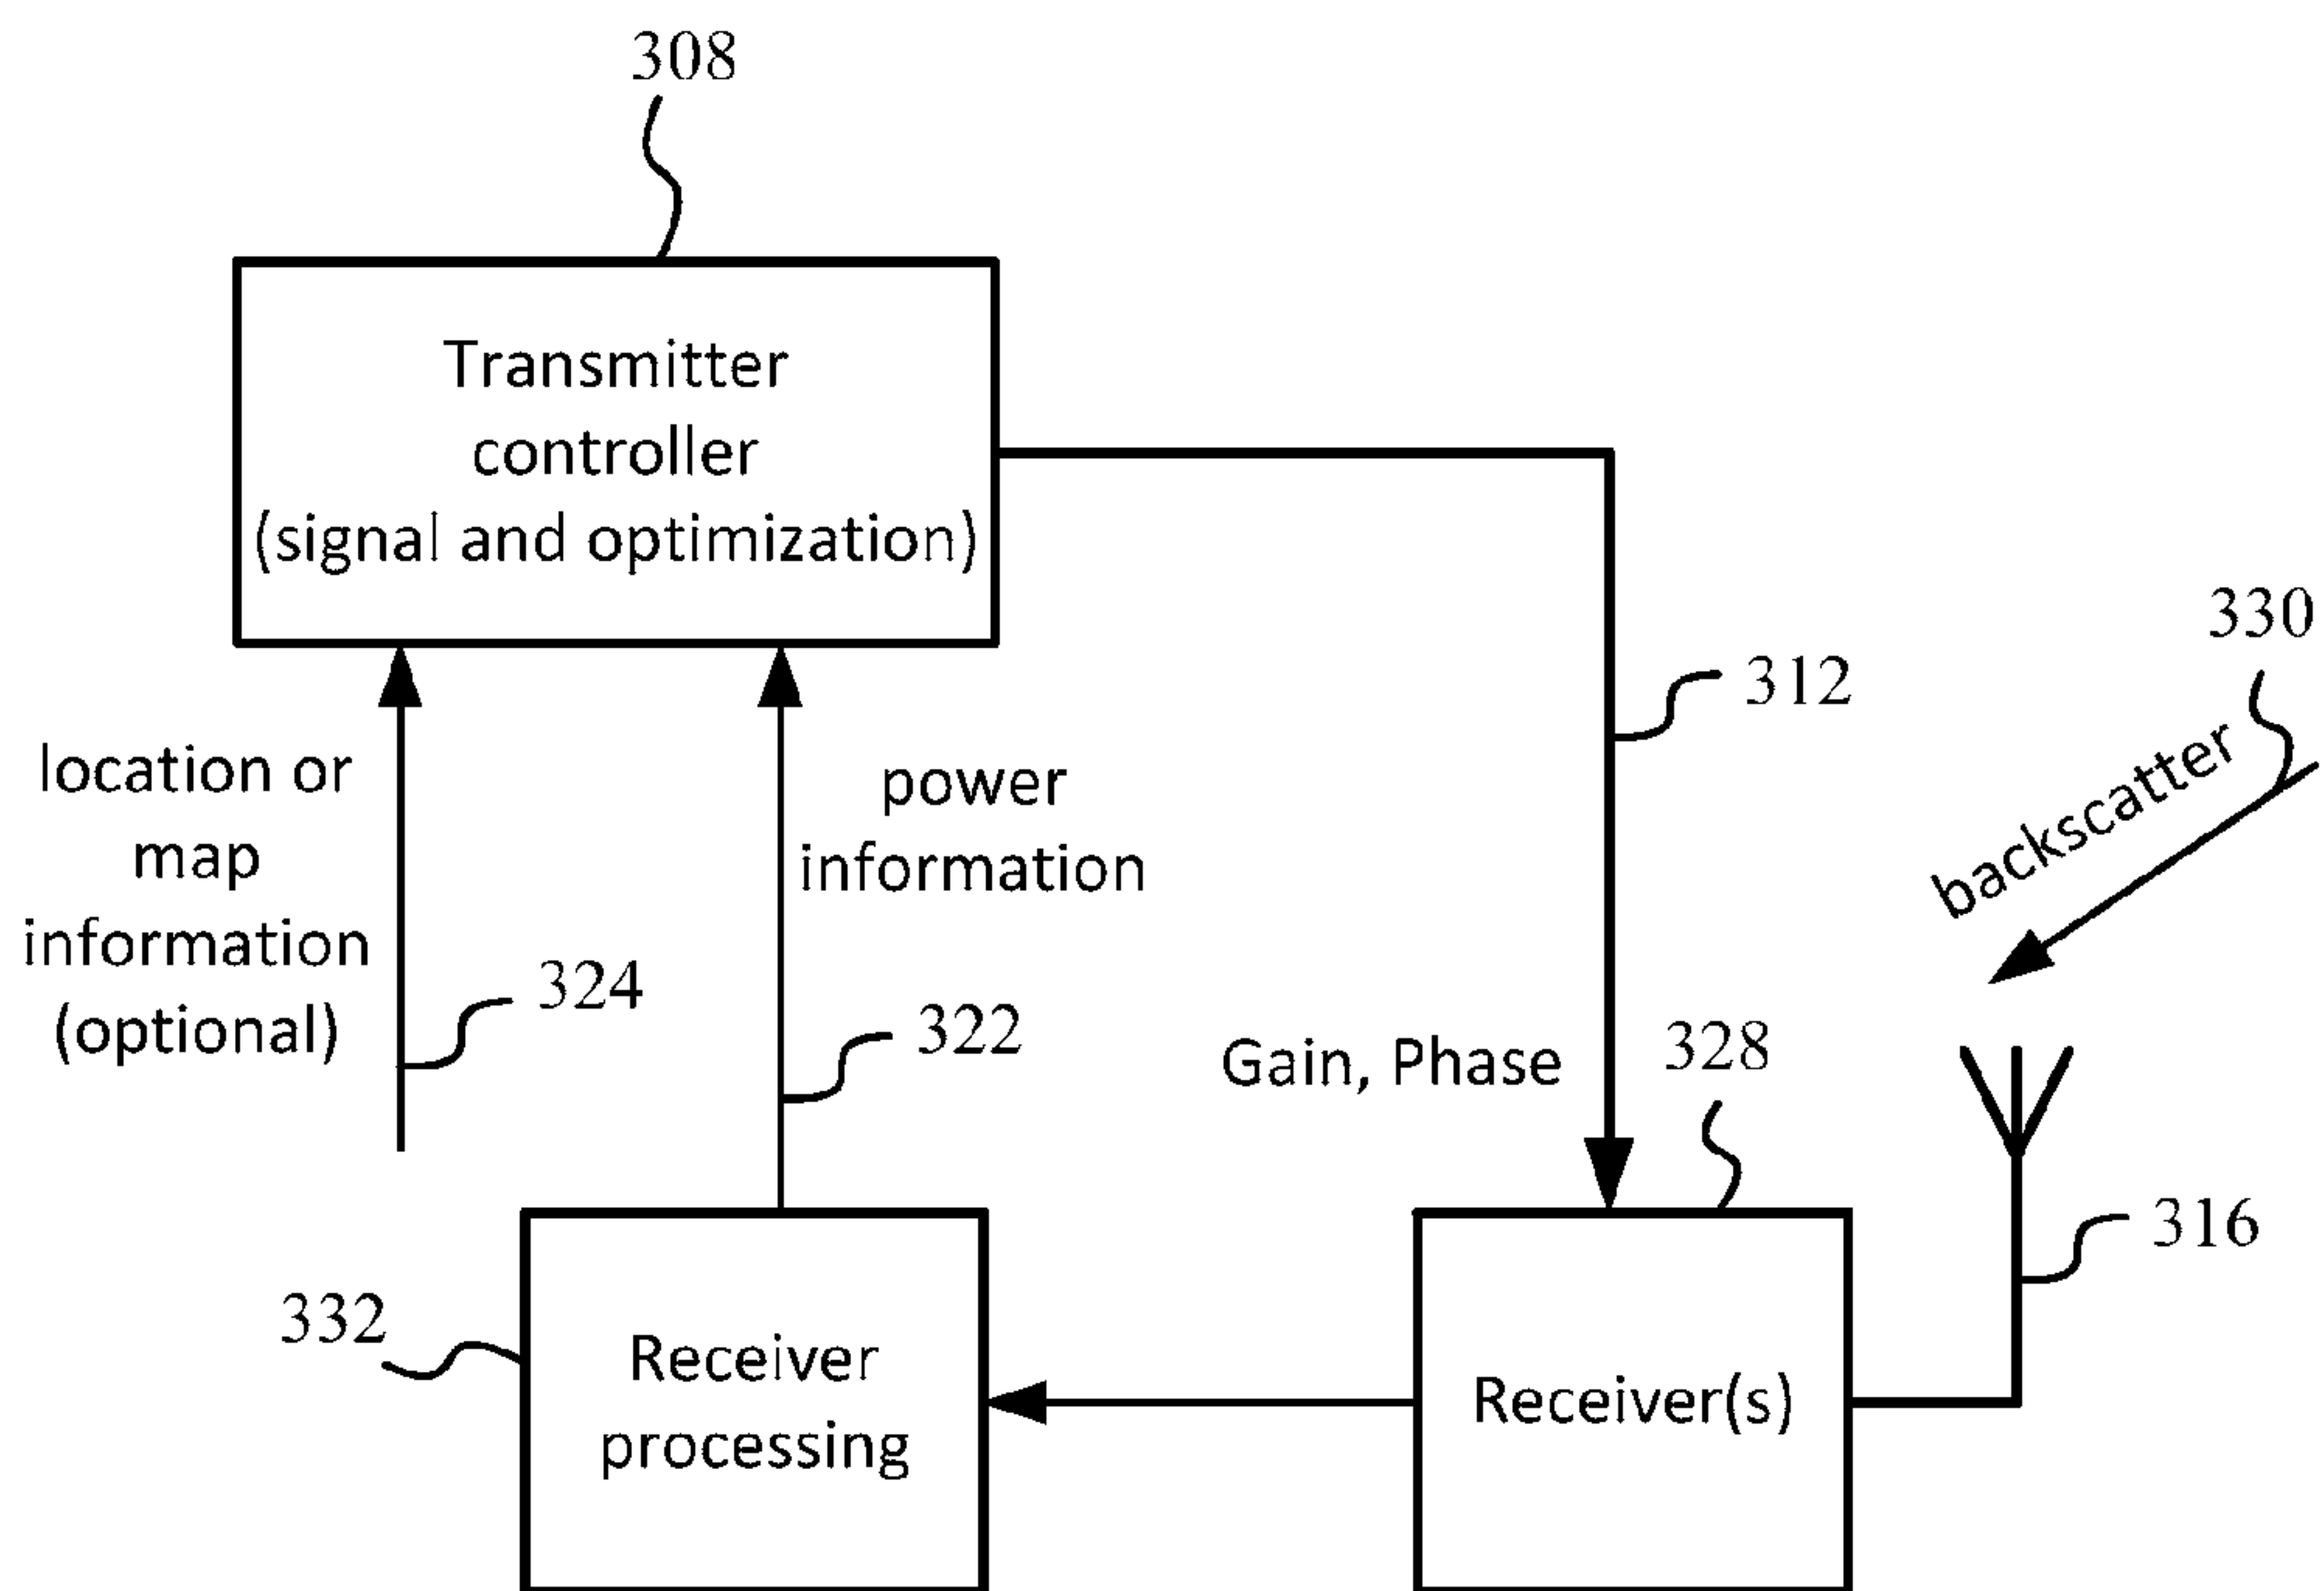 308
Transmitter
controller
(signal and optimization)
330
312
location or
map
information
(optional)
power
information
backscatter
324
322
Gain, Phase
328
316
332
Receiver
processing
Receiver(s)